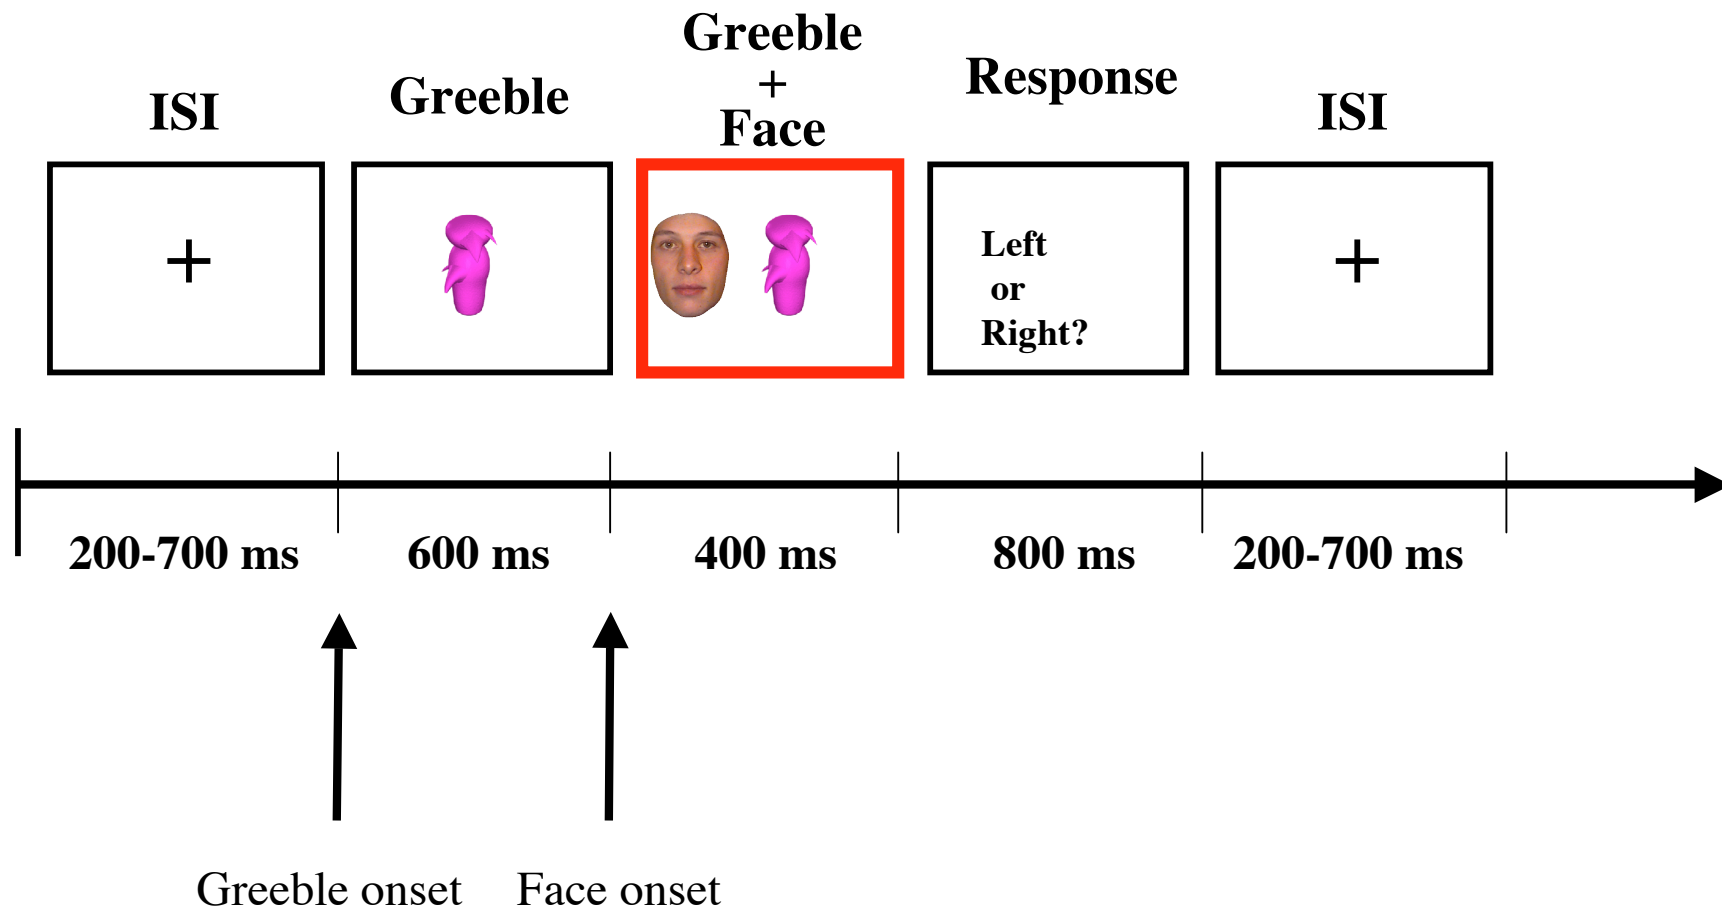 ISI
Greeble
Greeble
+
Face
Response
ISI
+
Left
or
Right?
+
200-700 ms
600 ms
400 ms
800 ms
200-700 ms
Greeble onset
Face onset